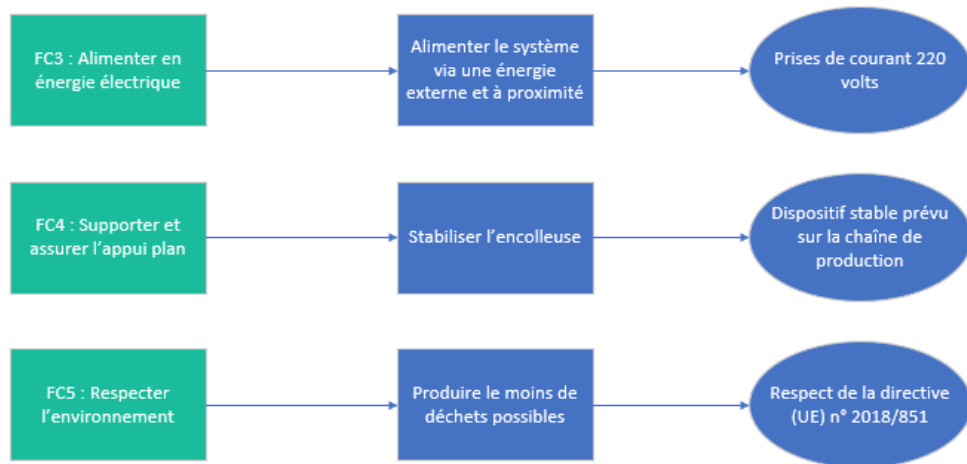 FC3 : Alimenter en
énergie électrique
Alimenter le système
via une énergie
externe et à proximité
Prises de courant 220
volts
FC4 : Supporter et
assurer l’appui plan
Stabiliser l’encolleuse
Dispositif stable prévu
sur la chaîne de
production
FC5 : Respecter
l’environnement
Produire le moins de
déchets possibles
Respect de la directive
(UE) n° 2018/851